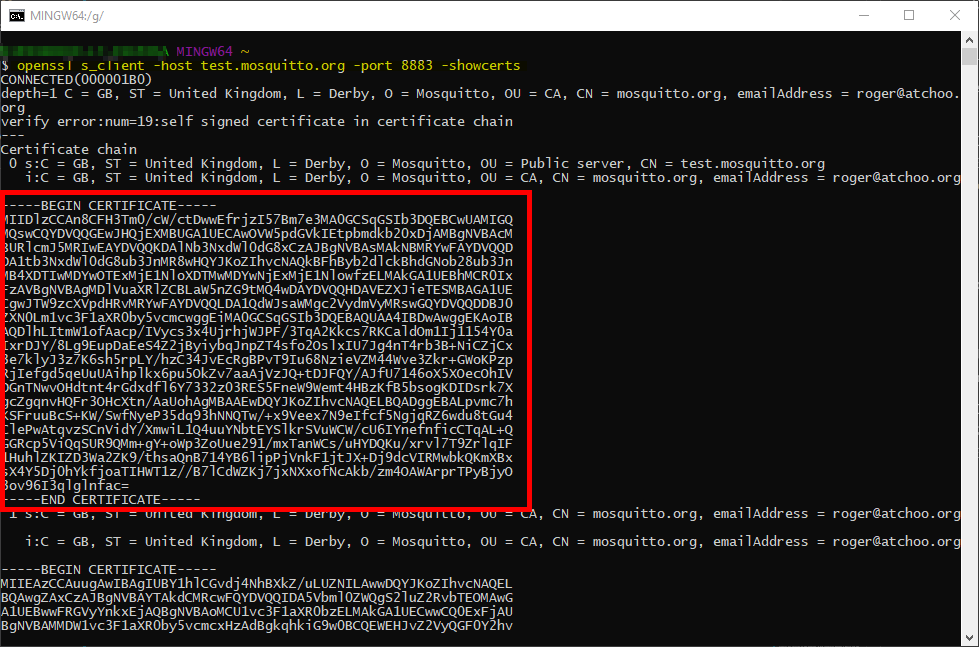 MINGW64:/g/
MINGW64 ~
$ openssl s_client -host test.mosquitto.org -port 8883 -showcerts
CONNECTED(000001B0)
depth=1 C = GB, ST = United Kingdom, L = Derby, O = Mosquitto, OU = CA, CN = mosquitto.org, emailAddress = roger@atchoo.
org
verify error:num=19:self signed certificate in certificate chain
---
Certificate chain
0 s:C = GB, ST = United Kingdom, L = Derby, O = Mosquitto, OU = Public server, CN = test.mosquitto.org
i:C = GB, ST = United Kingdom, L = Derby, O = Mosquitto, OU = CA, CN = mosquitto.org, emailAddress = roger@atchoo.org
-----BEGIN CERTIFICATE-----
MIIDlzCCAn8CFH3Tm0/cW/ctDwwEfrjzI57Bm7e3MA0GCSqGSIb3DQEBCwUAMIGQ
MQswCQYDVQQGEwJHQjEXMBUGA1UECAwOVW5pdGVkIEtpbmdkb20xDjAMBgNVBAcM
BURlcmJ5MRIwEAYDVQQKDAlNb3NxdWl0dG8xCzAJBgNVBAsMAkNBMRYwFAYDVQQD
DA1tb3NxdWl0dG8ub3JnMR8wHQYJKoZIhvcNAQkBFhByb2dlckBhdGNob28ub3Jn
MB4XDTIwMDYwOTExMjE1NloXDTMwMDYwNjExMjE1NlowfzELMAkGA1UEBhMCR0Ix
FzAVBgNVBAgMDlVuaXRlZCBLaW5nZG9tMQ4wDAYDVQQHDAVEZXJieTESMBAGA1UE
CgwJTW9zcXVpdHRvMRYwFAYDVQQLDA1QdWJsaWMgc2VydmVyMRswGQYDVQQDDBJ0
ZXN0Lm1vc3F1aXR0by5vcmcwggEiMA0GCSqGSIb3DQEBAQUAA4IBDwAwggEKAoIB
AQDlhLItmW1ofAacp/IVycs3x4UjrhjWJPF/3TqA2Kkcs7RKCaldOm1Ij1154Y0a
IxrDJY/8Lg9EupDaEeS4Z2jByiybqJnpZT4sfo2OslxIU7Jg4nT4rb3B+NiCZjCx
3e7klyJ3z7K6sh5rpLY/hzC34JvEcRgBPvT9Iu68NzieVZM44Wve3Zkr+GWoKPzp
RjIefgd5qeUuUAihplkx6pu5OkZv7aaAjVzJQ+tDJFQY/AJfU7146oX5XOecOhIV
DGnTNwvOHdtnt4rGdxdfl6Y7332z03RES5FneW9Wemt4HBzKfB5bsogKDIDsrk7X
gcZgqnvHQFr3OHcXtn/AaUohAgMBAAEwDQYJKoZIhvcNAQELBQADggEBALpvmc7h
KSFruuBcS+KW/SwfNyeP35dq93hNNQTw/+x9Veex7N9eIfcf5NgjqRZ6wdu8tGu4
ClePwAtqvzSCnVidY/XmwiL1Q4uuYNbtEYSlkrSVuWCW/cU6IYnefnficCTqAL+Q
GGRcp5ViQqSUR9QMm+gY+oWp3ZoUue291/mxTanWCs/uHYDQKu/xrvl7T9ZrlqIF
1HuhlZKIZD3Wa2ZK9/thsaQnB714YB6lipPjVnkF1jtJX+Dj9dcVIRMwbkQKmXBx
sX4Y5DjOhYkfjoaTIHWT1z//B7lCdWZKj7jxNXxofNcAkb/zm4OAWArprTPyBjyO
3ov96I3qlglnfac=
-----END CERTIFICATE-----
1 s:C = GB, ST = United Kingdom, L = Derby, O = Mosquitto, OU = CA, CN = mosquitto.org, emailAddress = roger@atchoo.org
i:C = GB, ST = United Kingdom, L = Derby, O = Mosquitto, OU = CA, CN = mosquitto.org, emailAddress = roger@atchoo.org
-----BEGIN CERTIFICATE-----
MIIEAzCCAuugAwIBAgIUBY1hlCGvdj4NhBXkZ/uLUZNILAwwDQYJKoZIhvcNAQEL
BQAwgZAxCzAJBgNVBAYTAkdCMRcwFQYDVQQIDA5Vbml0ZWQgS2luZ2RvbTEOMAwG
A1UEBwwFRGVyYnkxEjAQBgNVBAoMCU1vc3F1aXR0bzELMAkGA1UECwwCQ0ExFjAU
BgNVBAMMDW1vc3F1aXR0by5vcmcxHzAdBgkqhkiG9w0BCQEWEHJvZ2VyQGF0Y2hv